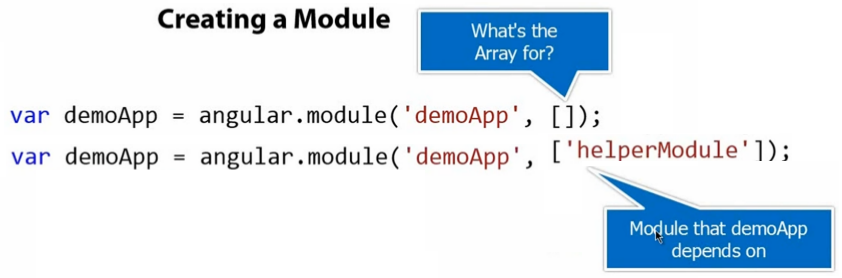 Creating a Module
What's the
Array for?
var demoApp = angular.module('demoApp', []);
var demoApp = angular.module('demoApp', ['helperModule']);
Module that demoApp
depends on